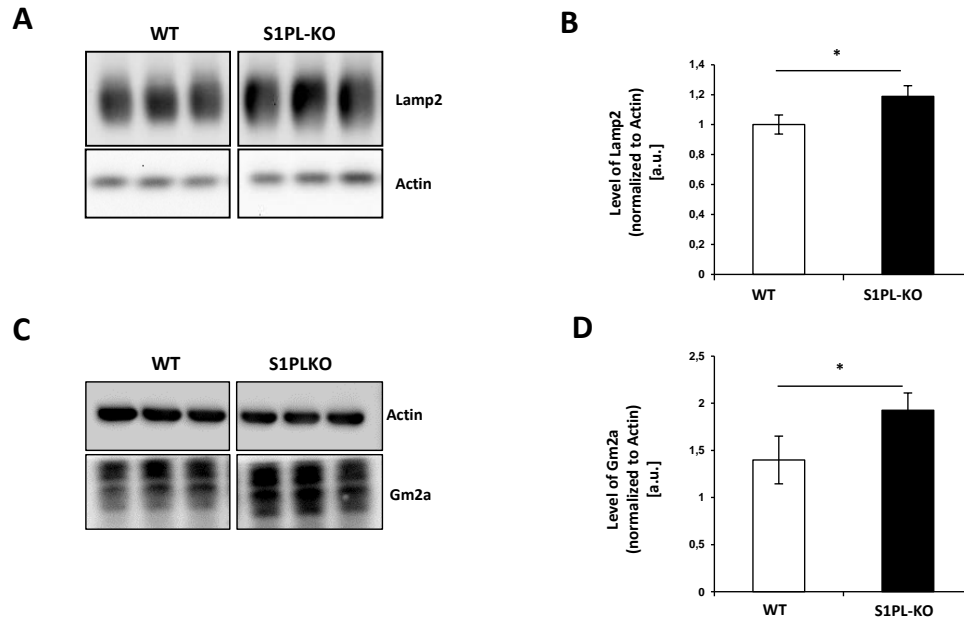 A
WT S1PL-KO
Lamp2
Actin
B
Level of Lamp2
(normalized to Actin)
[a.u.]
1,4
1,2
1
0,8
0,6
0,4
0,2
0
*
WT S1PL-KO
C
WT S1PLKO
Actin
Gm2a
D
Level of Gm2a
(normalized to Actin)
[a.u.]
2,5
2
1,5
1
0,5
0
*
WT S1PL-KO